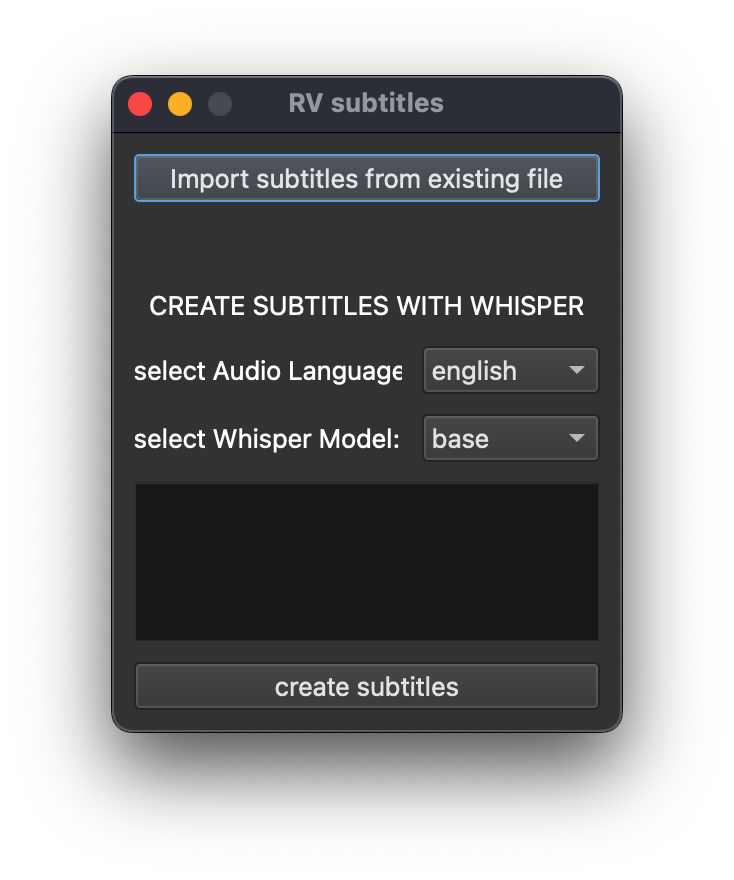 RV subtitles
Import subtitles from existing file
CREATE SUBTITLES WITH WHISPER
select Audio Language
english
select Whisper Model:
base
create subtitles